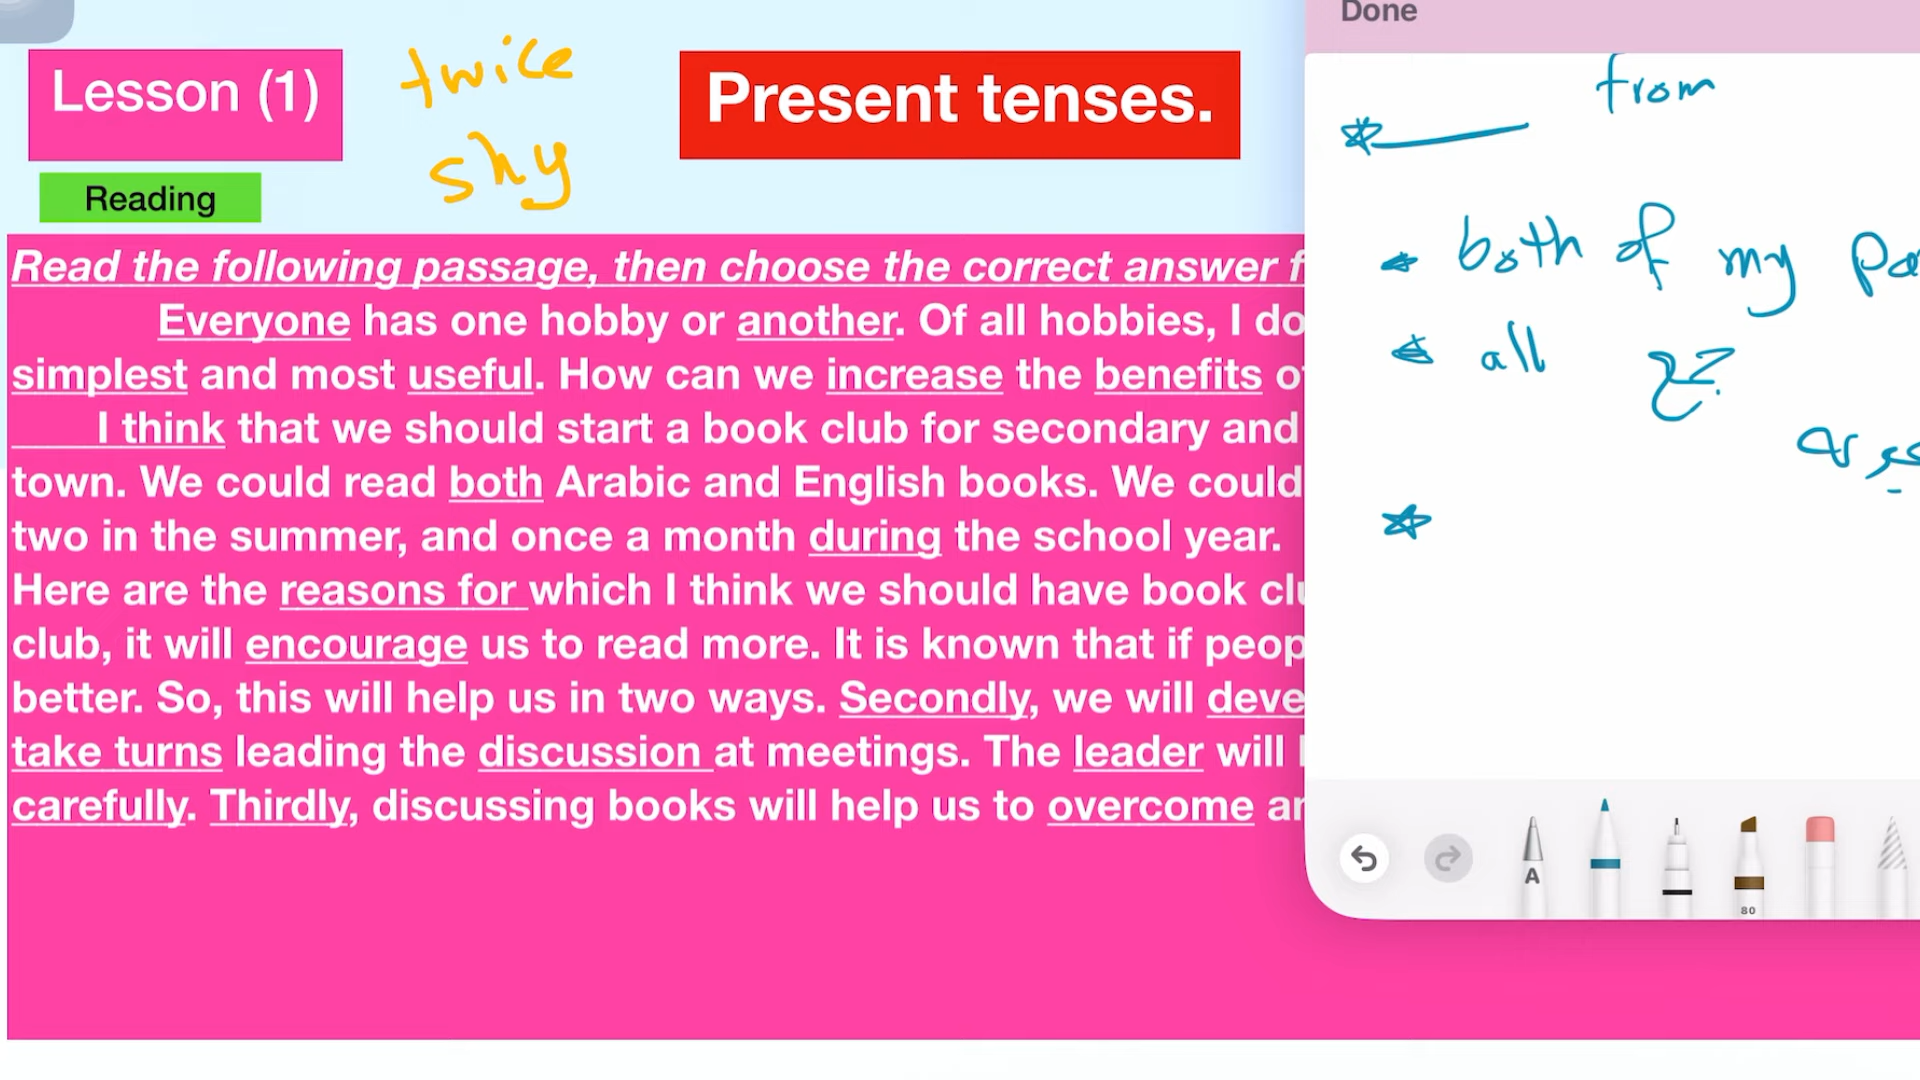 Done
Lesson (1)
twice
shy
Present tenses.
Reading
Read the following passage, then choose the correct answer f
Everyone has one hobby or another. Of all hobbies, I do
simplest and most useful. How can we increase the benefits of
I think that we should start a book club for secondary and
town. We could read both Arabic and English books. We could
two in the summer, and once a month during the school year.
Here are the reasons for which I think we should have book clu
club, it will encourage us to read more. It is known that if peop
better. So, this will help us in two ways. Secondly, we will deve
take turns leading the discussion at meetings. The leader will
carefully. Thirdly, discussing books will help us to overcome an
from
both of my pa
all
A
80